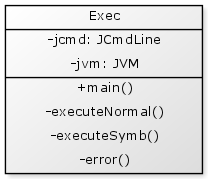 Exec
-jcmd: JCmdLine
-jvm: JVM
+main()
-executeNormal()
-executeSymb()
-error()